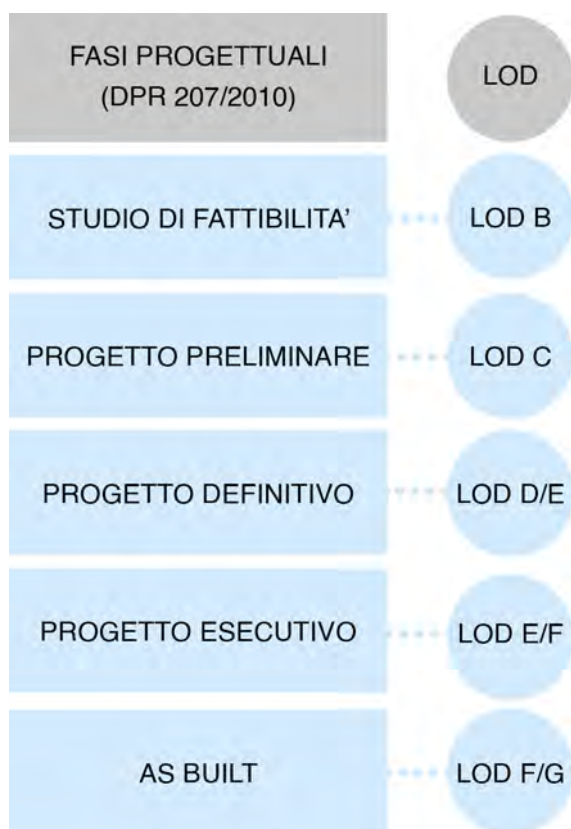 FASI PROGETTUALI
(DPR 207/2010)
LOD
STUDIO DI FATTIBILITA'
LOD B
PROGETTO PRELIMINARE
LOD C
PROGETTO DEFINITIVO
LOD D/E
PROGETTO ESECUTIVO
LOD E/F
AS BUILT
LOD F/G